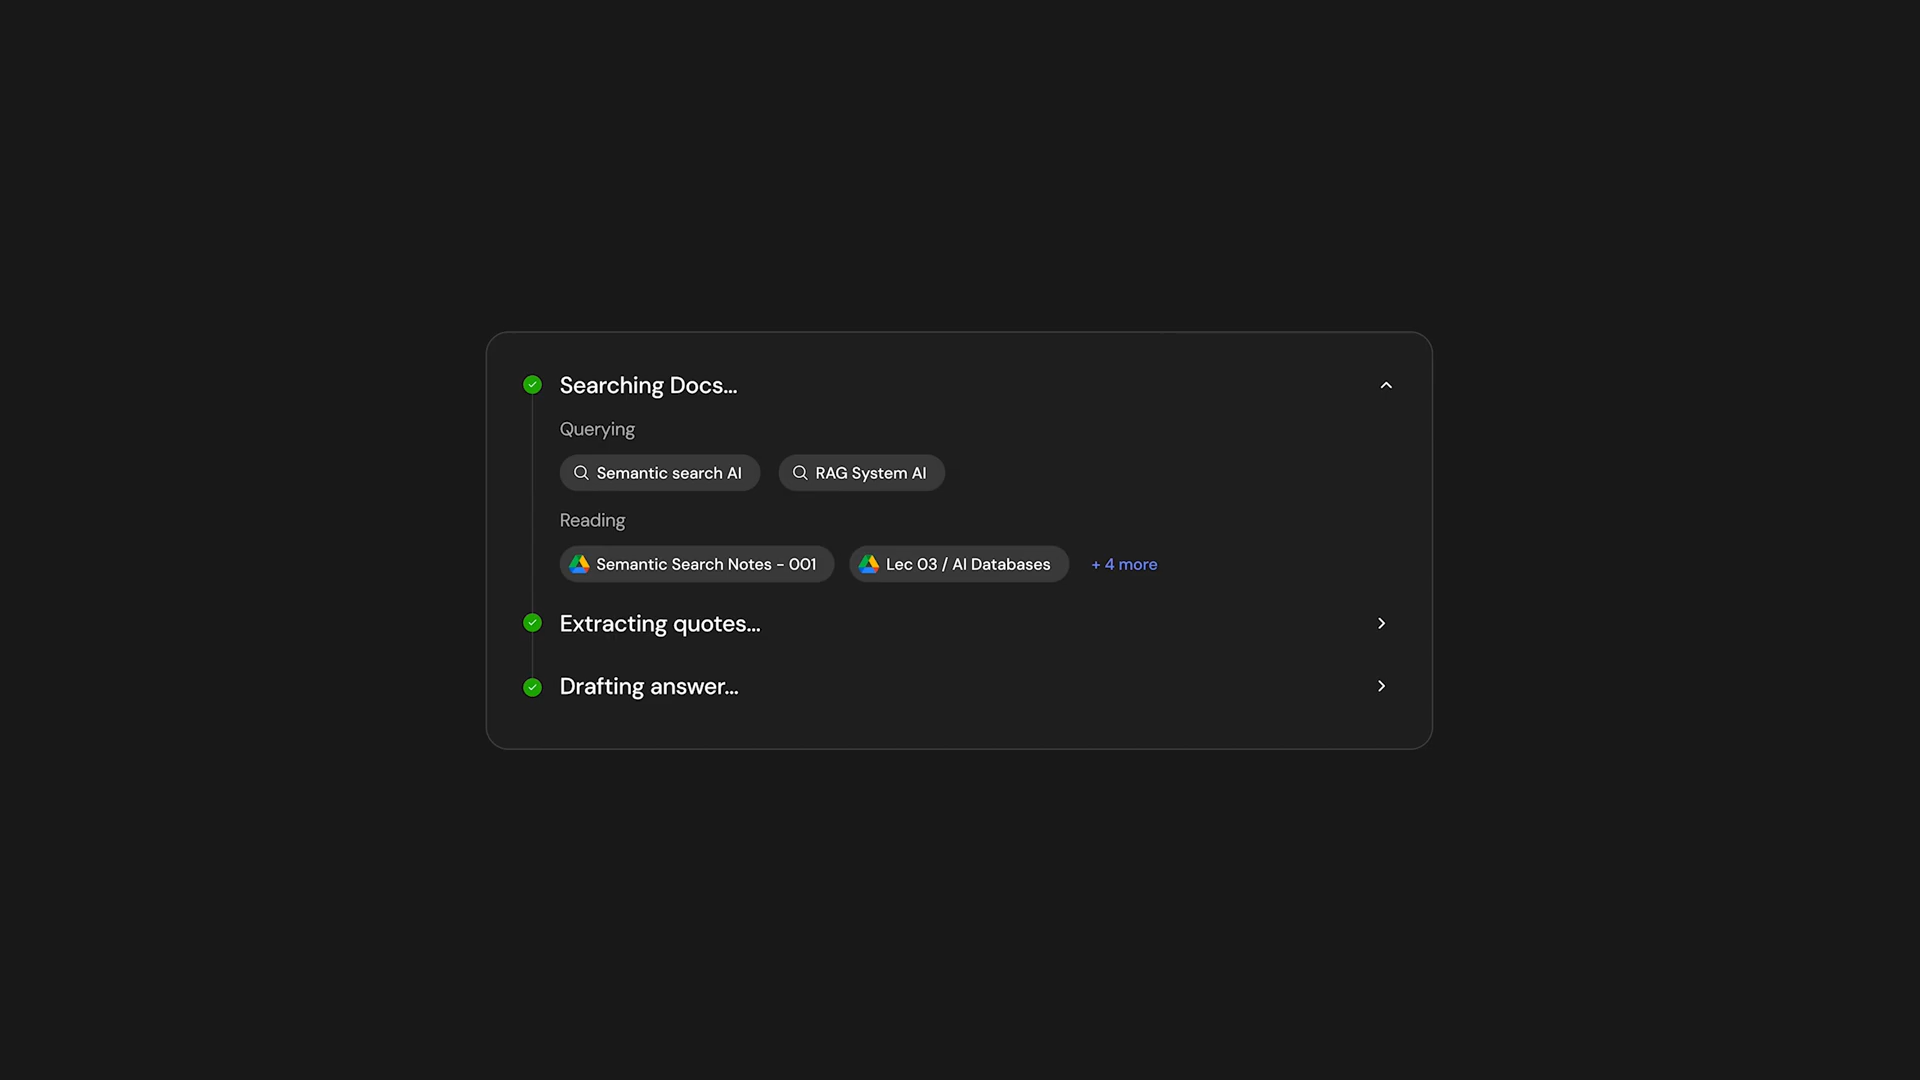 Searching Docs...
Querying
Semantic search AI RAG System AI
Reading
Semantic Search Notes - 001 Lec 03 / AI Databases + 4 more
Extracting quotes...
Drafting answer...